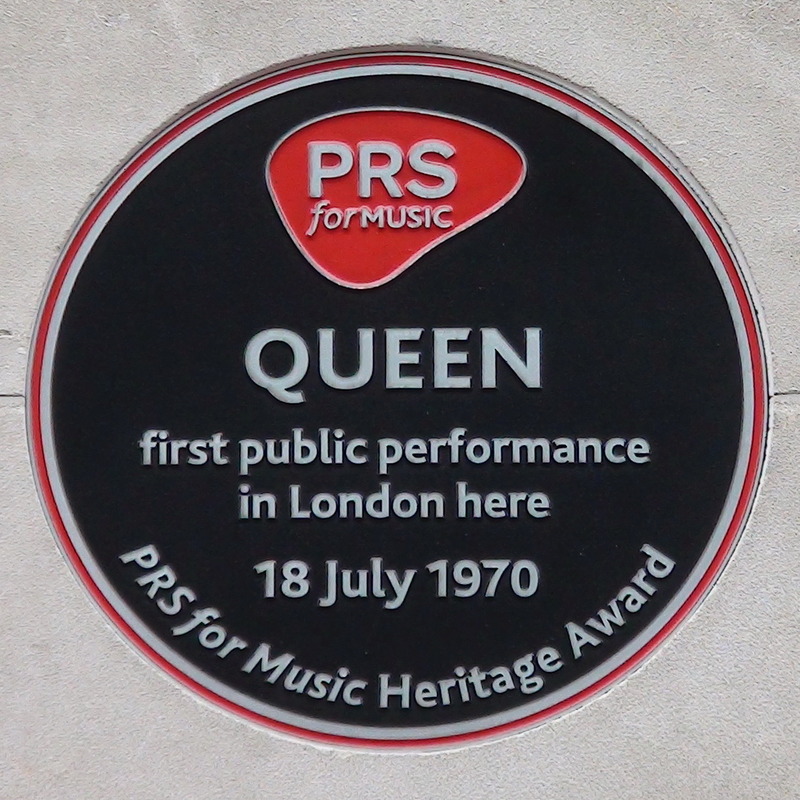 PRS
for MUSIC
QUEEN
first public performance
in London here
18 July 1970
PRS for Music Heritage Award